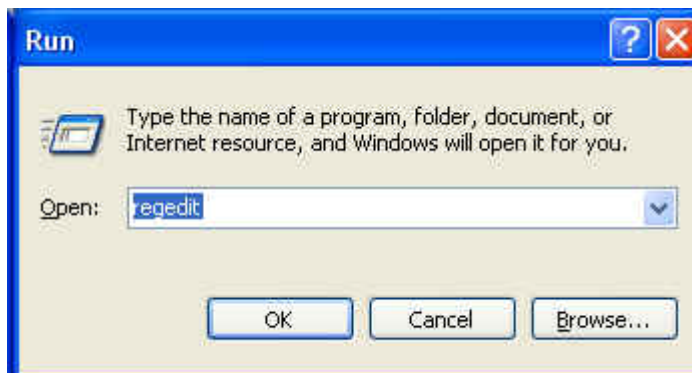 Run
Type the name of a program, folder, document, or
Internet resource, and Windows will open it for you.
Open: regedit
OK Cancel Browse...